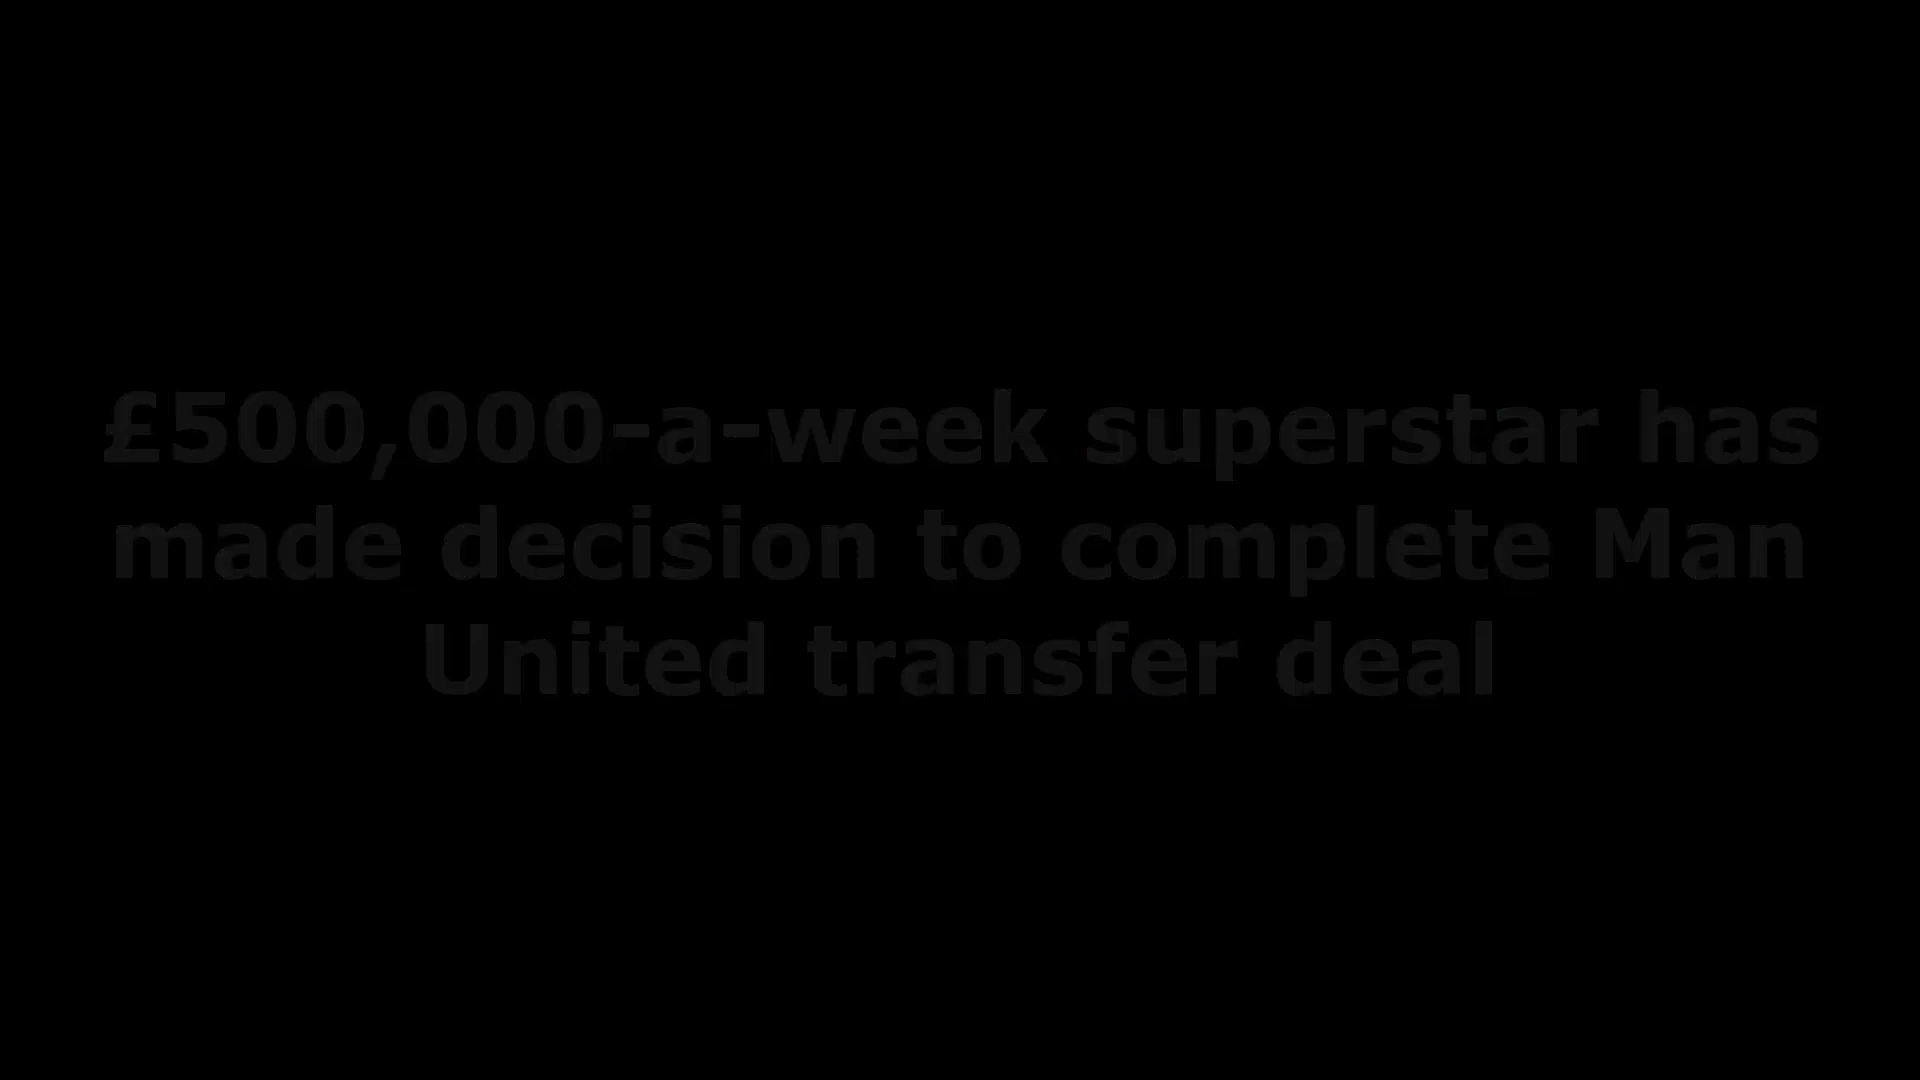 £500,000-a-week superstar has
made decision to complete Man
United transfer deal